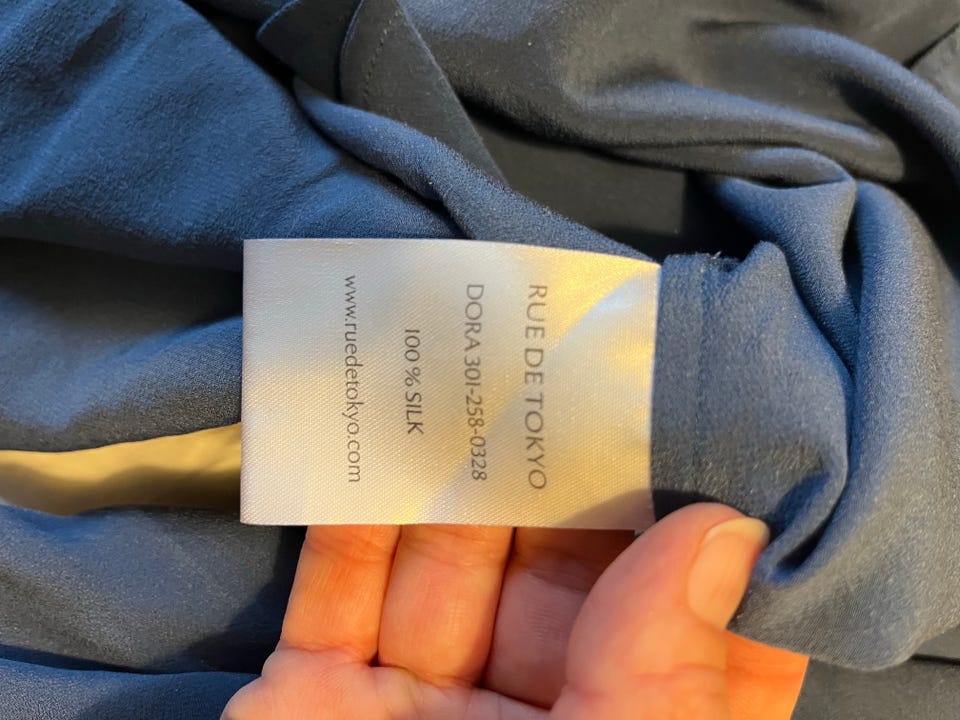 RUE DE TOKYO
DORA 301-258-0328
100 % SILK
www.ruedetokyo.com